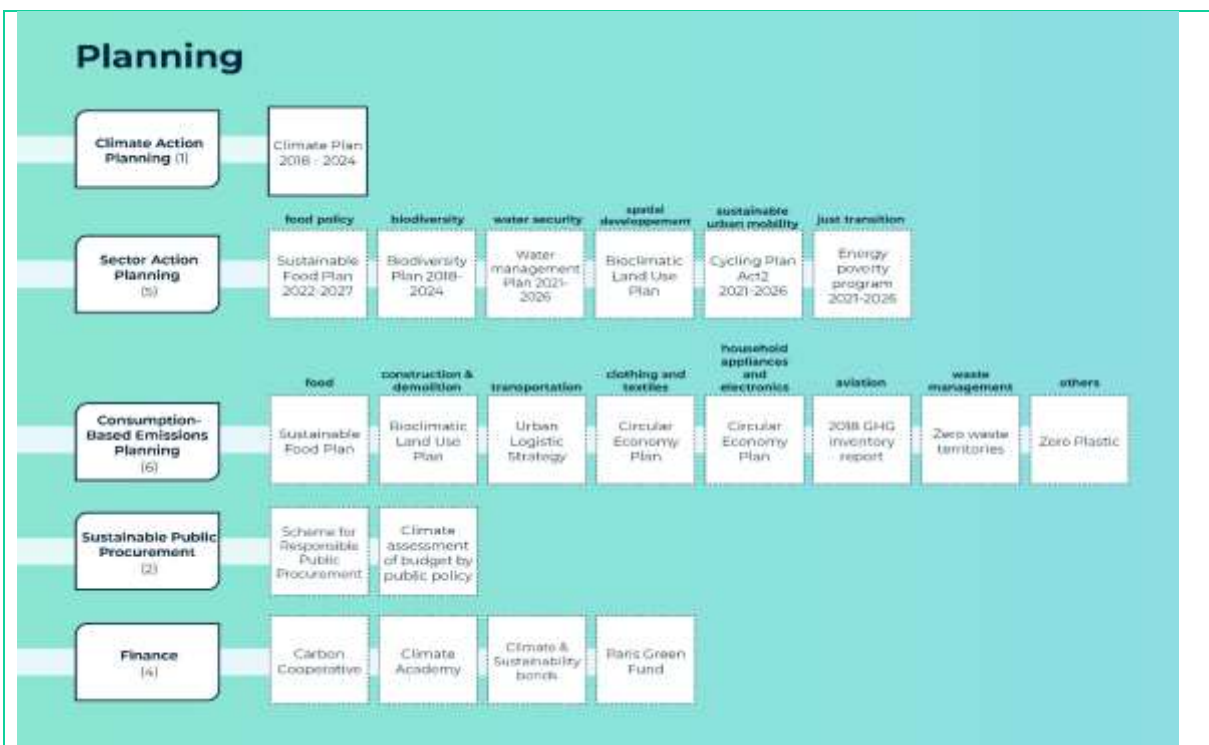 Planning
Climate Action
Planning (1)
Climate Plan
2018 - 2024
food policy
biodiversity
water security
spatial
developpement
sustainable
urban mobility
just transition
Sector Action
Planning
(5)
Sustainable
Food Plan
2022-2027
Biodiversity
Plan 2018-
2024
Water
management
Plan 2021-
2026
Bioclimatic
Land Use
Plan
Cycling Plan
Act2
2021-2026
Energy
poverty
program
2021-2026
food
construction &
demolition
transportation
clothing and
textiles
household
appliances
and
electronics
aviation
waste
management
others
Consumption-
Based Emissions
Planning
(6)
Sustainable
Food Plan
Bioclimatic
Land Use
Plan
Urban
Logistic
Strategy
Circular
Economy
Plan
Circular
Economy
Plan
2018 GHG
inventory
report
Zero waste
territories
Zero Plastic
Sustainable Public
Procurement
(2)
Scheme for
Responsible
Public
Procurement
Climate
assessment
of budget by
public policy
Finance
(4)
Carbon
Cooperative
Climate
Academy
Climate &
Sustainability
bonds
Paris Green
Fund